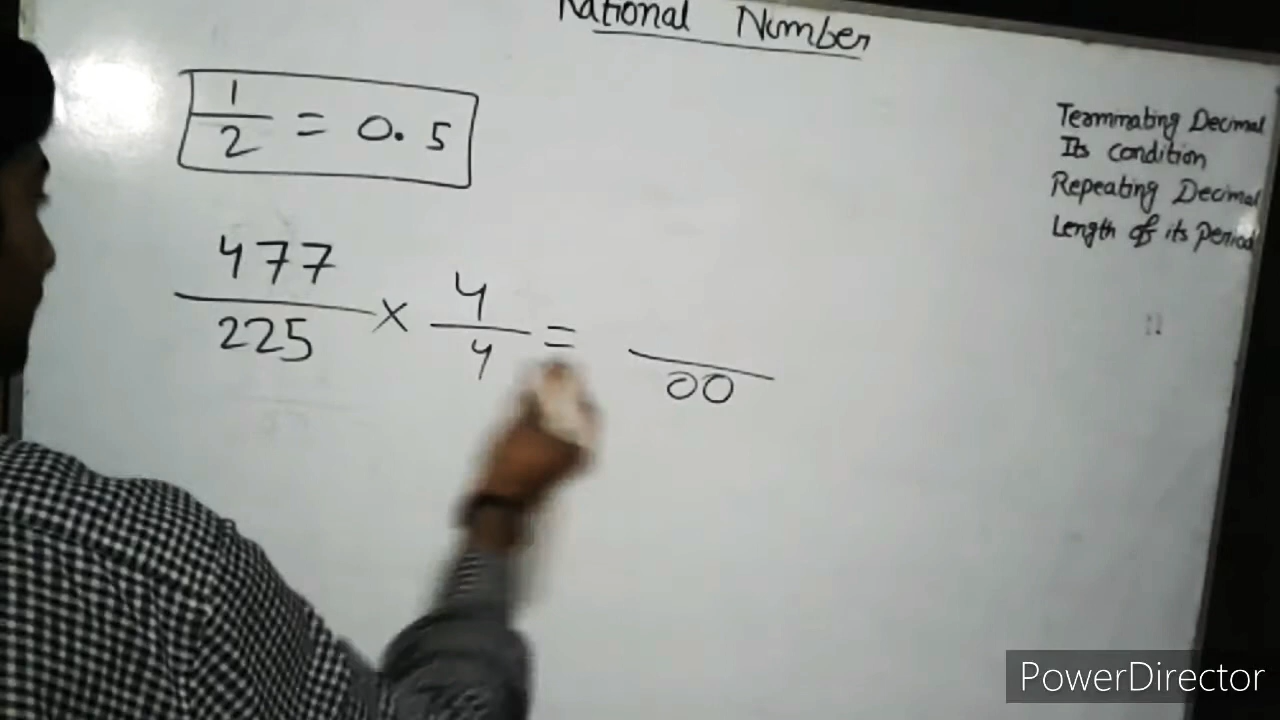 Rational Number
1/2 = 0.5
477/225 × 4/4 = /00
Terminating Decimal
Its condition
Repeating Decimal
Length of its Period
PowerDirector